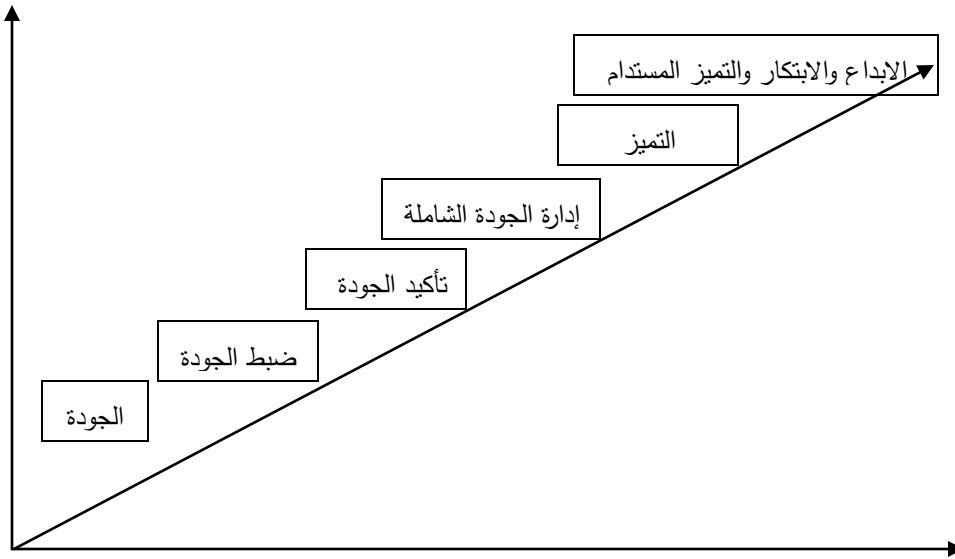 الابداع والابتكار والتميز المستدام
التميز
إدارة الجودة الشاملة
تأكيد الجودة
ضبط الجودة
الجودة